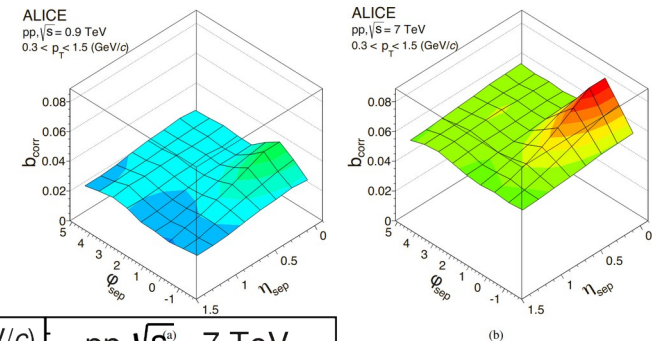 ALICE
pp,√s = 0.9 TeV
0.3 < pT < 1.5 (GeV/c)
bcorr
0.08
0.06
0.04
0.02
0
5
4
3
2
1
0
-1
φsep
0
0.5
1
1.5
ηsep
(a)
ALICE
pp,√s = 7 TeV
0.3 < pT < 1.5 (GeV/c)
bcorr
0.08
0.06
0.04
0.02
0
5
4
3
2
1
0
-1
φsep
0
0.5
1
1.5
ηsep
(b)